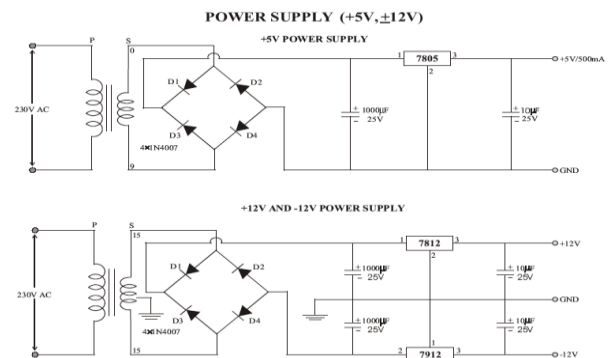 POWER SUPPLY (+5V, ±12V)
+5V POWER SUPPLY
P S
0
1 7805 3
2
+5V/500mA
D1 D2
230V AC
+ 1000µF
− 25V
+ 10µF
− 25V
D3 D4
4×1N4007
9
GND
+12V AND -12V POWER SUPPLY
P S
15
1 7812 3
2
+12V
D1 D2
+ 1000µF
− 25V
+ 10µF
− 25V
230V AC
GND
D3 D4
+ 1000µF
− 25V
+ 10µF
− 25V
4×1N4007
15
1
2 7912 3
-12V